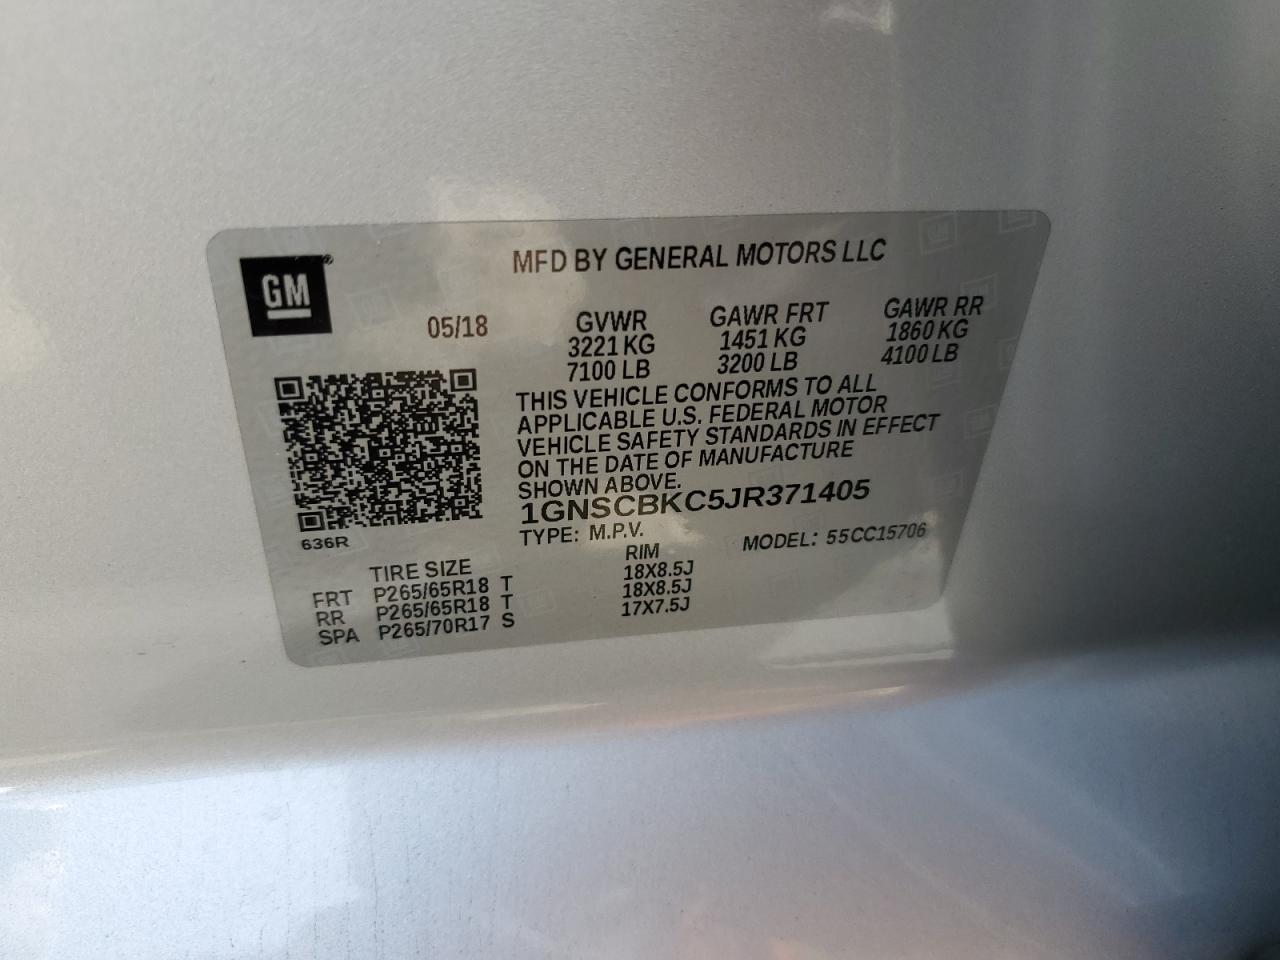 GM®
MFD BY GENERAL MOTORS LLC
05/18
GVWR GAWR FRT GAWR RR
3221 KG 1451 KG 1860 KG
7100 LB 3200 LB 4100 LB
THIS VEHICLE CONFORMS TO ALL
APPLICABLE U.S. FEDERAL MOTOR
VEHICLE SAFETY STANDARDS IN EFFECT
ON THE DATE OF MANUFACTURE
SHOWN ABOVE.
1GNSCBKC5JR371405
636R
TYPE: M.P.V. MODEL: 55CC15706
TIRE SIZE RIM
FRT P265/65R18 T 18X8.5J
RR P265/65R18 T 18X8.5J
SPA P265/70R17 S 17X7.5J